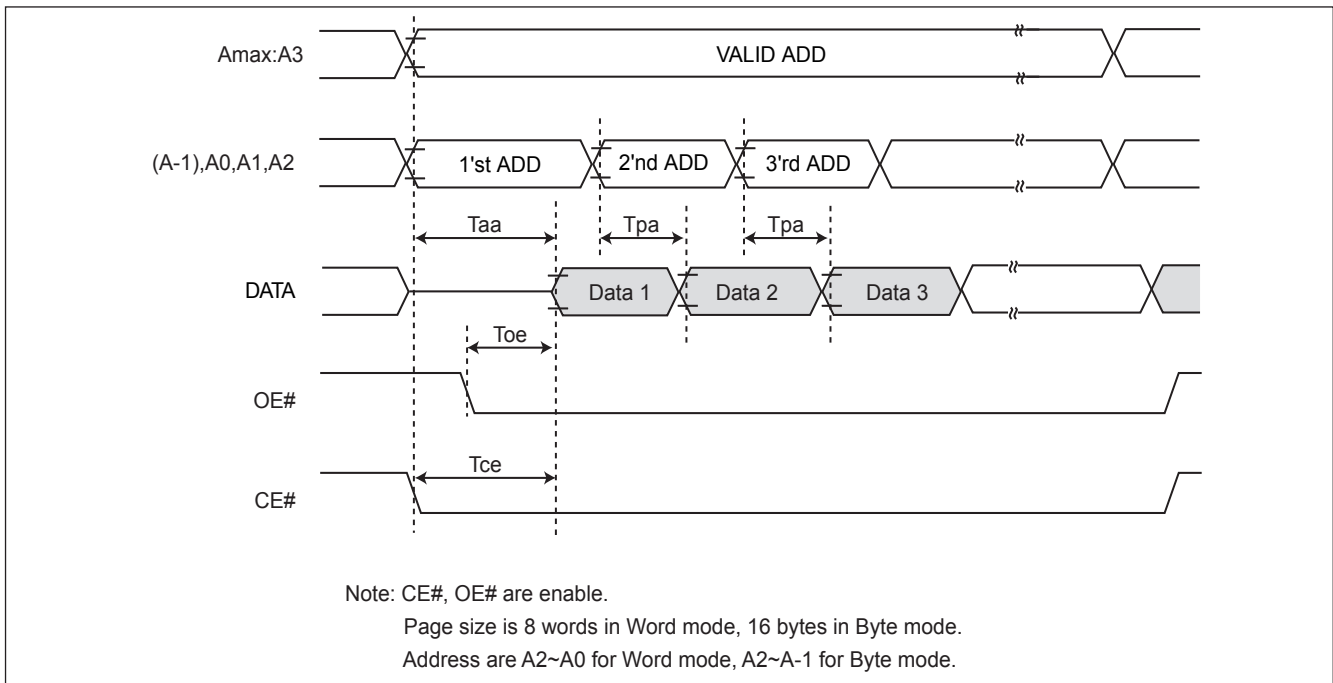 Amax:A3
VALID ADD
(A-1),A0,A1,A2
1'st ADD
2'nd ADD
3'rd ADD
Taa
Tpa
Tpa
DATA
Data 1
Data 2
Data 3
Toe
OE#
Tce
CE#
Note: CE#, OE# are enable.
Page size is 8 words in Word mode, 16 bytes in Byte mode.
Address are A2~A0 for Word mode, A2~A-1 for Byte mode.